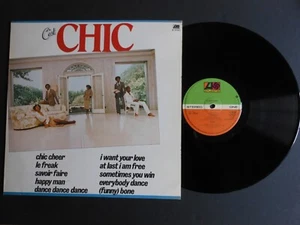 C'est
CHIC
chic cheer
le freak
savoir faire
happy man
dance dance dance
i want your love
at last i am free
sometimes you win
everybody dance
(funny) bone
STEREO